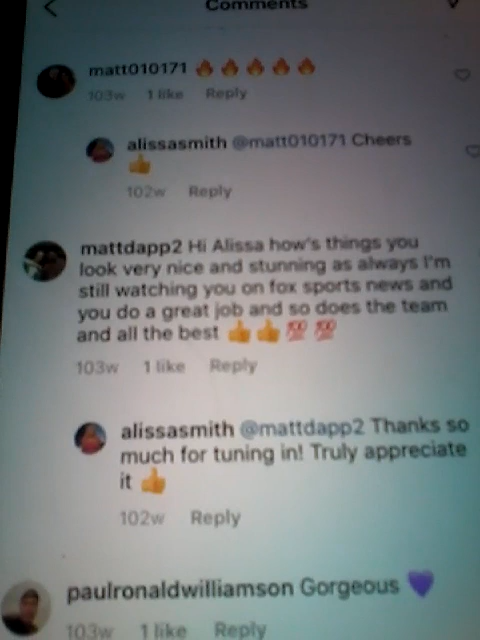 Comments
matt010171 🔥🔥🔥🔥🔥
103w 1 like Reply
alissasmith @matt010171 Cheers
👍
102w Reply
mattdapp2 Hi Alissa how's things you
look very nice and stunning as always I'm
still watching you on fox sports news and
you do a great job and so does the team
and all the best 👍👍💯💯
103w 1 like Reply
alissasmith @mattdapp2 Thanks so
much for tuning in! Truly appreciate
it 👍
102w Reply
paulronaldwilliamson Gorgeous 💜
103w 1 like Reply